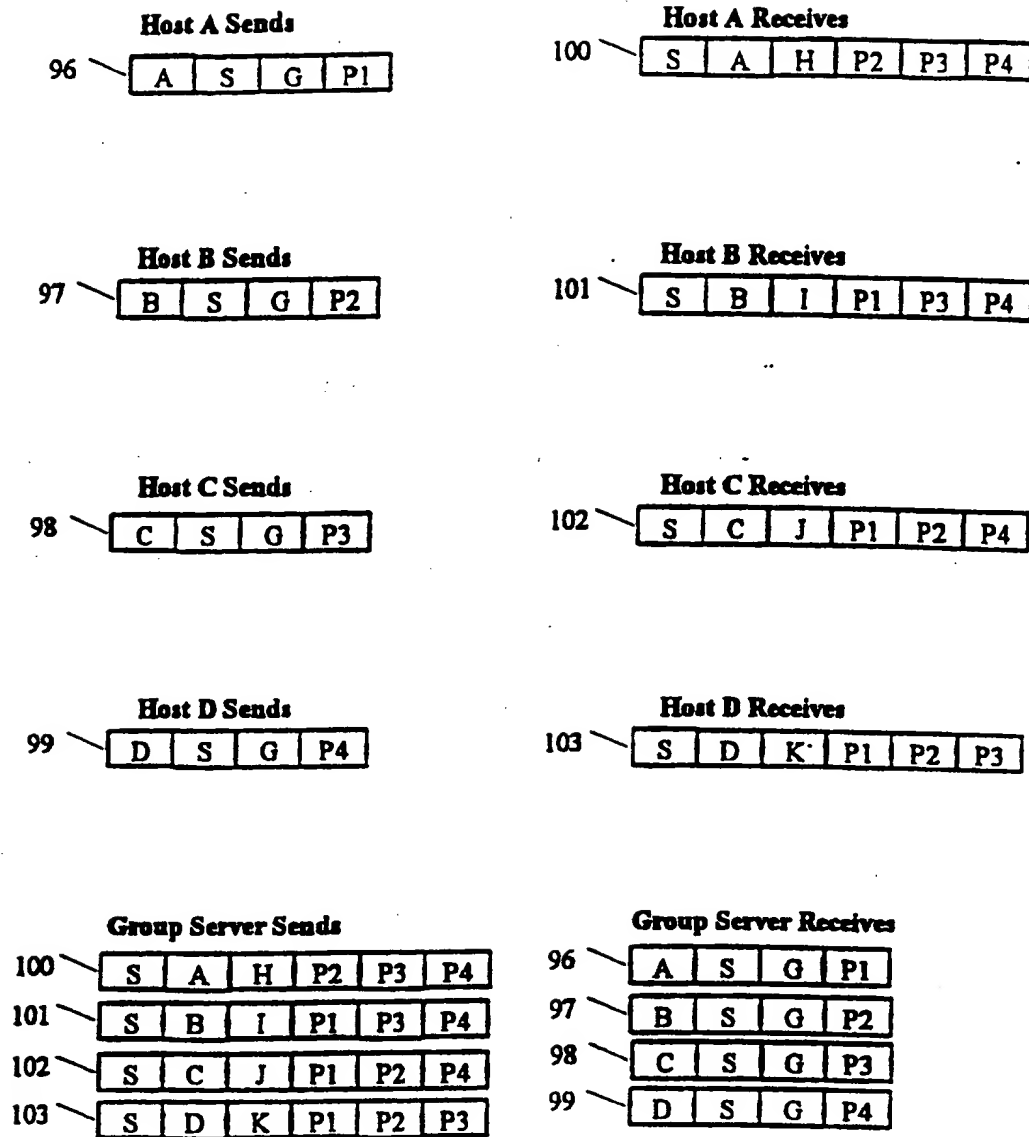 Host A Sends
96 A S G P1
Host A Receives
100 S A H P2 P3 P4
Host B Sends
97 B S G P2
Host B Receives
101 S B I P1 P3 P4
Host C Sends
98 C S G P3
Host C Receives
102 S C J P1 P2 P4
Host D Sends
99 D S G P4
Host D Receives
103 S D K P1 P2 P3
Group Server Sends
100 S A H P2 P3 P4
101 S B I P1 P3 P4
102 S C J P1 P2 P4
103 S D K P1 P2 P3
Group Server Receives
96 A S G P1
97 B S G P2
98 C S G P3
99 D S G P4